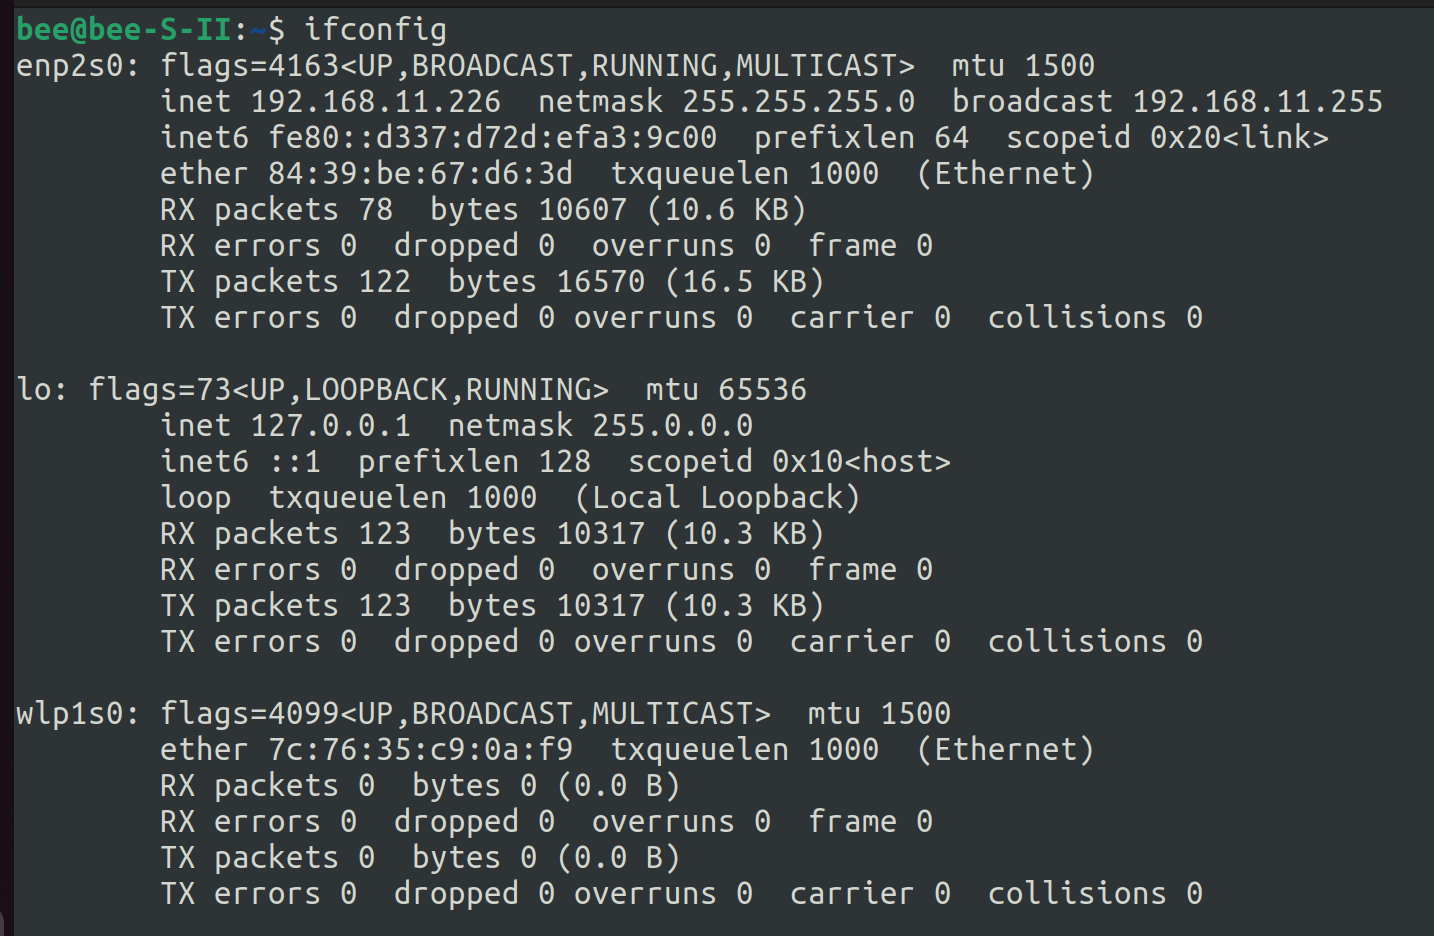 bee@bee-S-II:~$ ifconfig
enp2s0: flags=4163<UP,BROADCAST,RUNNING,MULTICAST>  mtu 1500
        inet 192.168.11.226  netmask 255.255.255.0  broadcast 192.168.11.255
        inet6 fe80::d337:d72d:efa3:9c00  prefixlen 64  scopeid 0x20<link>
        ether 84:39:be:67:d6:3d  txqueuelen 1000  (Ethernet)
        RX packets 78  bytes 10607 (10.6 KB)
        RX errors 0  dropped 0  overruns 0  frame 0
        TX packets 122  bytes 16570 (16.5 KB)
        TX errors 0  dropped 0 overruns 0  carrier 0  collisions 0

lo: flags=73<UP,LOOPBACK,RUNNING>  mtu 65536
        inet 127.0.0.1  netmask 255.0.0.0
        inet6 ::1  prefixlen 128  scopeid 0x10<host>
        loop  txqueuelen 1000  (Local Loopback)
        RX packets 123  bytes 10317 (10.3 KB)
        RX errors 0  dropped 0  overruns 0  frame 0
        TX packets 123  bytes 10317 (10.3 KB)
        TX errors 0  dropped 0 overruns 0  carrier 0  collisions 0

wlp1s0: flags=4099<UP,BROADCAST,MULTICAST>  mtu 1500
        ether 7c:76:35:c9:0a:f9  txqueuelen 1000  (Ethernet)
        RX packets 0  bytes 0 (0.0 B)
        RX errors 0  dropped 0  overruns 0  frame 0
        TX packets 0  bytes 0 (0.0 B)
        TX errors 0  dropped 0 overruns 0  carrier 0  collisions 0